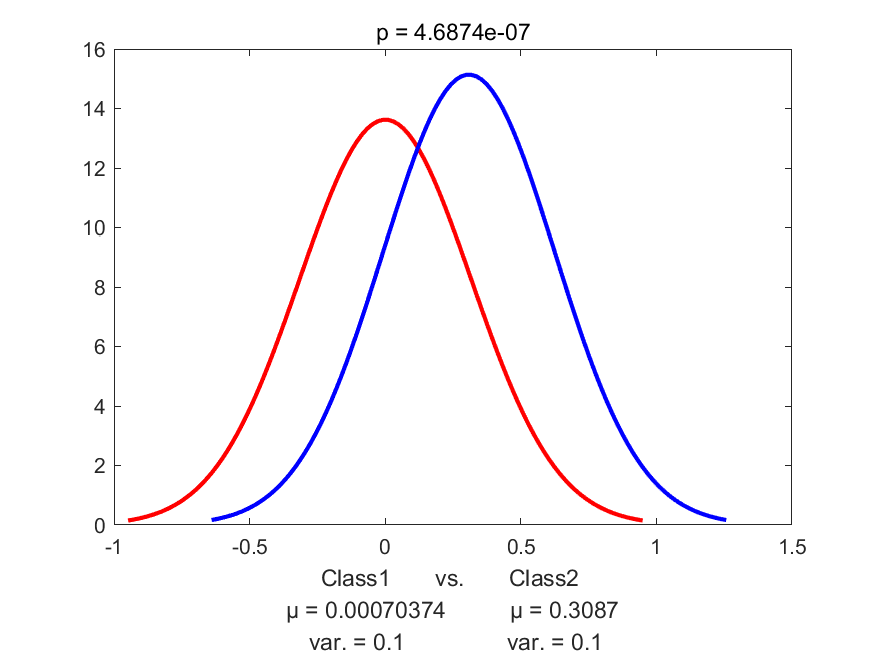 p = 4.6874e-07
16
14
12
10
8
6
4
2
0
-1 -0.5 0 0.5 1 1.5
Class1 vs. Class2
μ = 0.00070374 μ = 0.3087
var. = 0.1 var. = 0.1